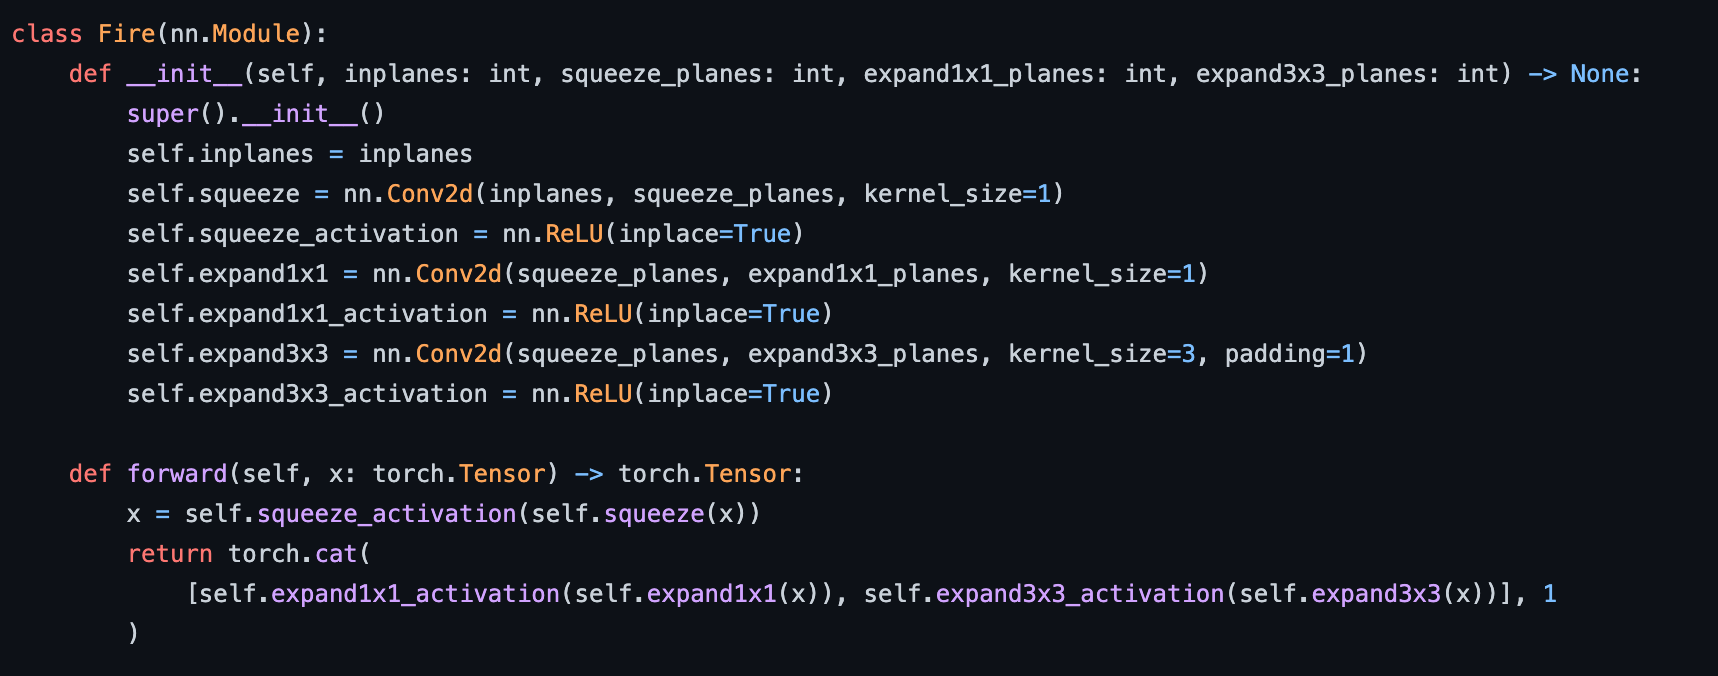 class Fire(nn.Module):
    def __init__(self, inplanes: int, squeeze_planes: int, expand1x1_planes: int, expand3x3_planes: int) -> None:
        super().__init__()
        self.inplanes = inplanes
        self.squeeze = nn.Conv2d(inplanes, squeeze_planes, kernel_size=1)
        self.squeeze_activation = nn.ReLU(inplace=True)
        self.expand1x1 = nn.Conv2d(squeeze_planes, expand1x1_planes, kernel_size=1)
        self.expand1x1_activation = nn.ReLU(inplace=True)
        self.expand3x3 = nn.Conv2d(squeeze_planes, expand3x3_planes, kernel_size=3, padding=1)
        self.expand3x3_activation = nn.ReLU(inplace=True)

    def forward(self, x: torch.Tensor) -> torch.Tensor:
        x = self.squeeze_activation(self.squeeze(x))
        return torch.cat(
            [self.expand1x1_activation(self.expand1x1(x)), self.expand3x3_activation(self.expand3x3(x))], 1
        )